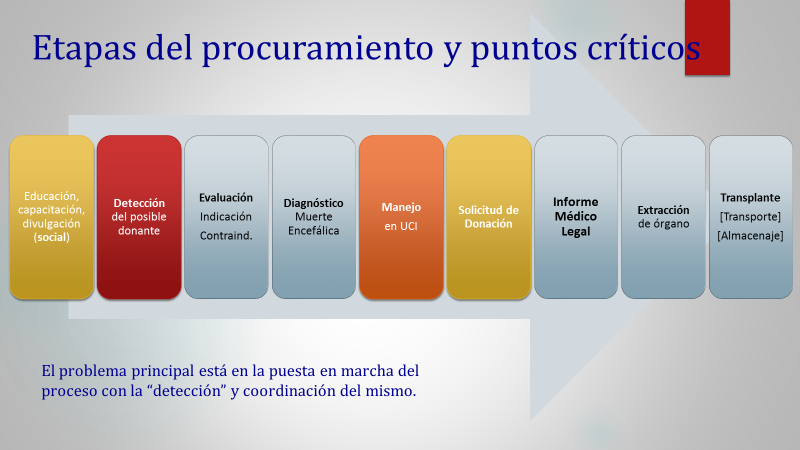 Etapas del procuramiento y puntos críticos
Educación,
capacitación,
divulgación
(social)
Detección
del posible
donante
Evaluación
Indicación
Contraind.
Diagnóstico
Muerte
Encefálica
Manejo
en UCI
Solicitud de
Donación
Informe
Médico
Legal
Extracción
de órgano
Transplante
[Transporte]
[Almacenaje]
El problema principal está en la puesta en marcha del
proceso con la “detección” y coordinación del mismo.